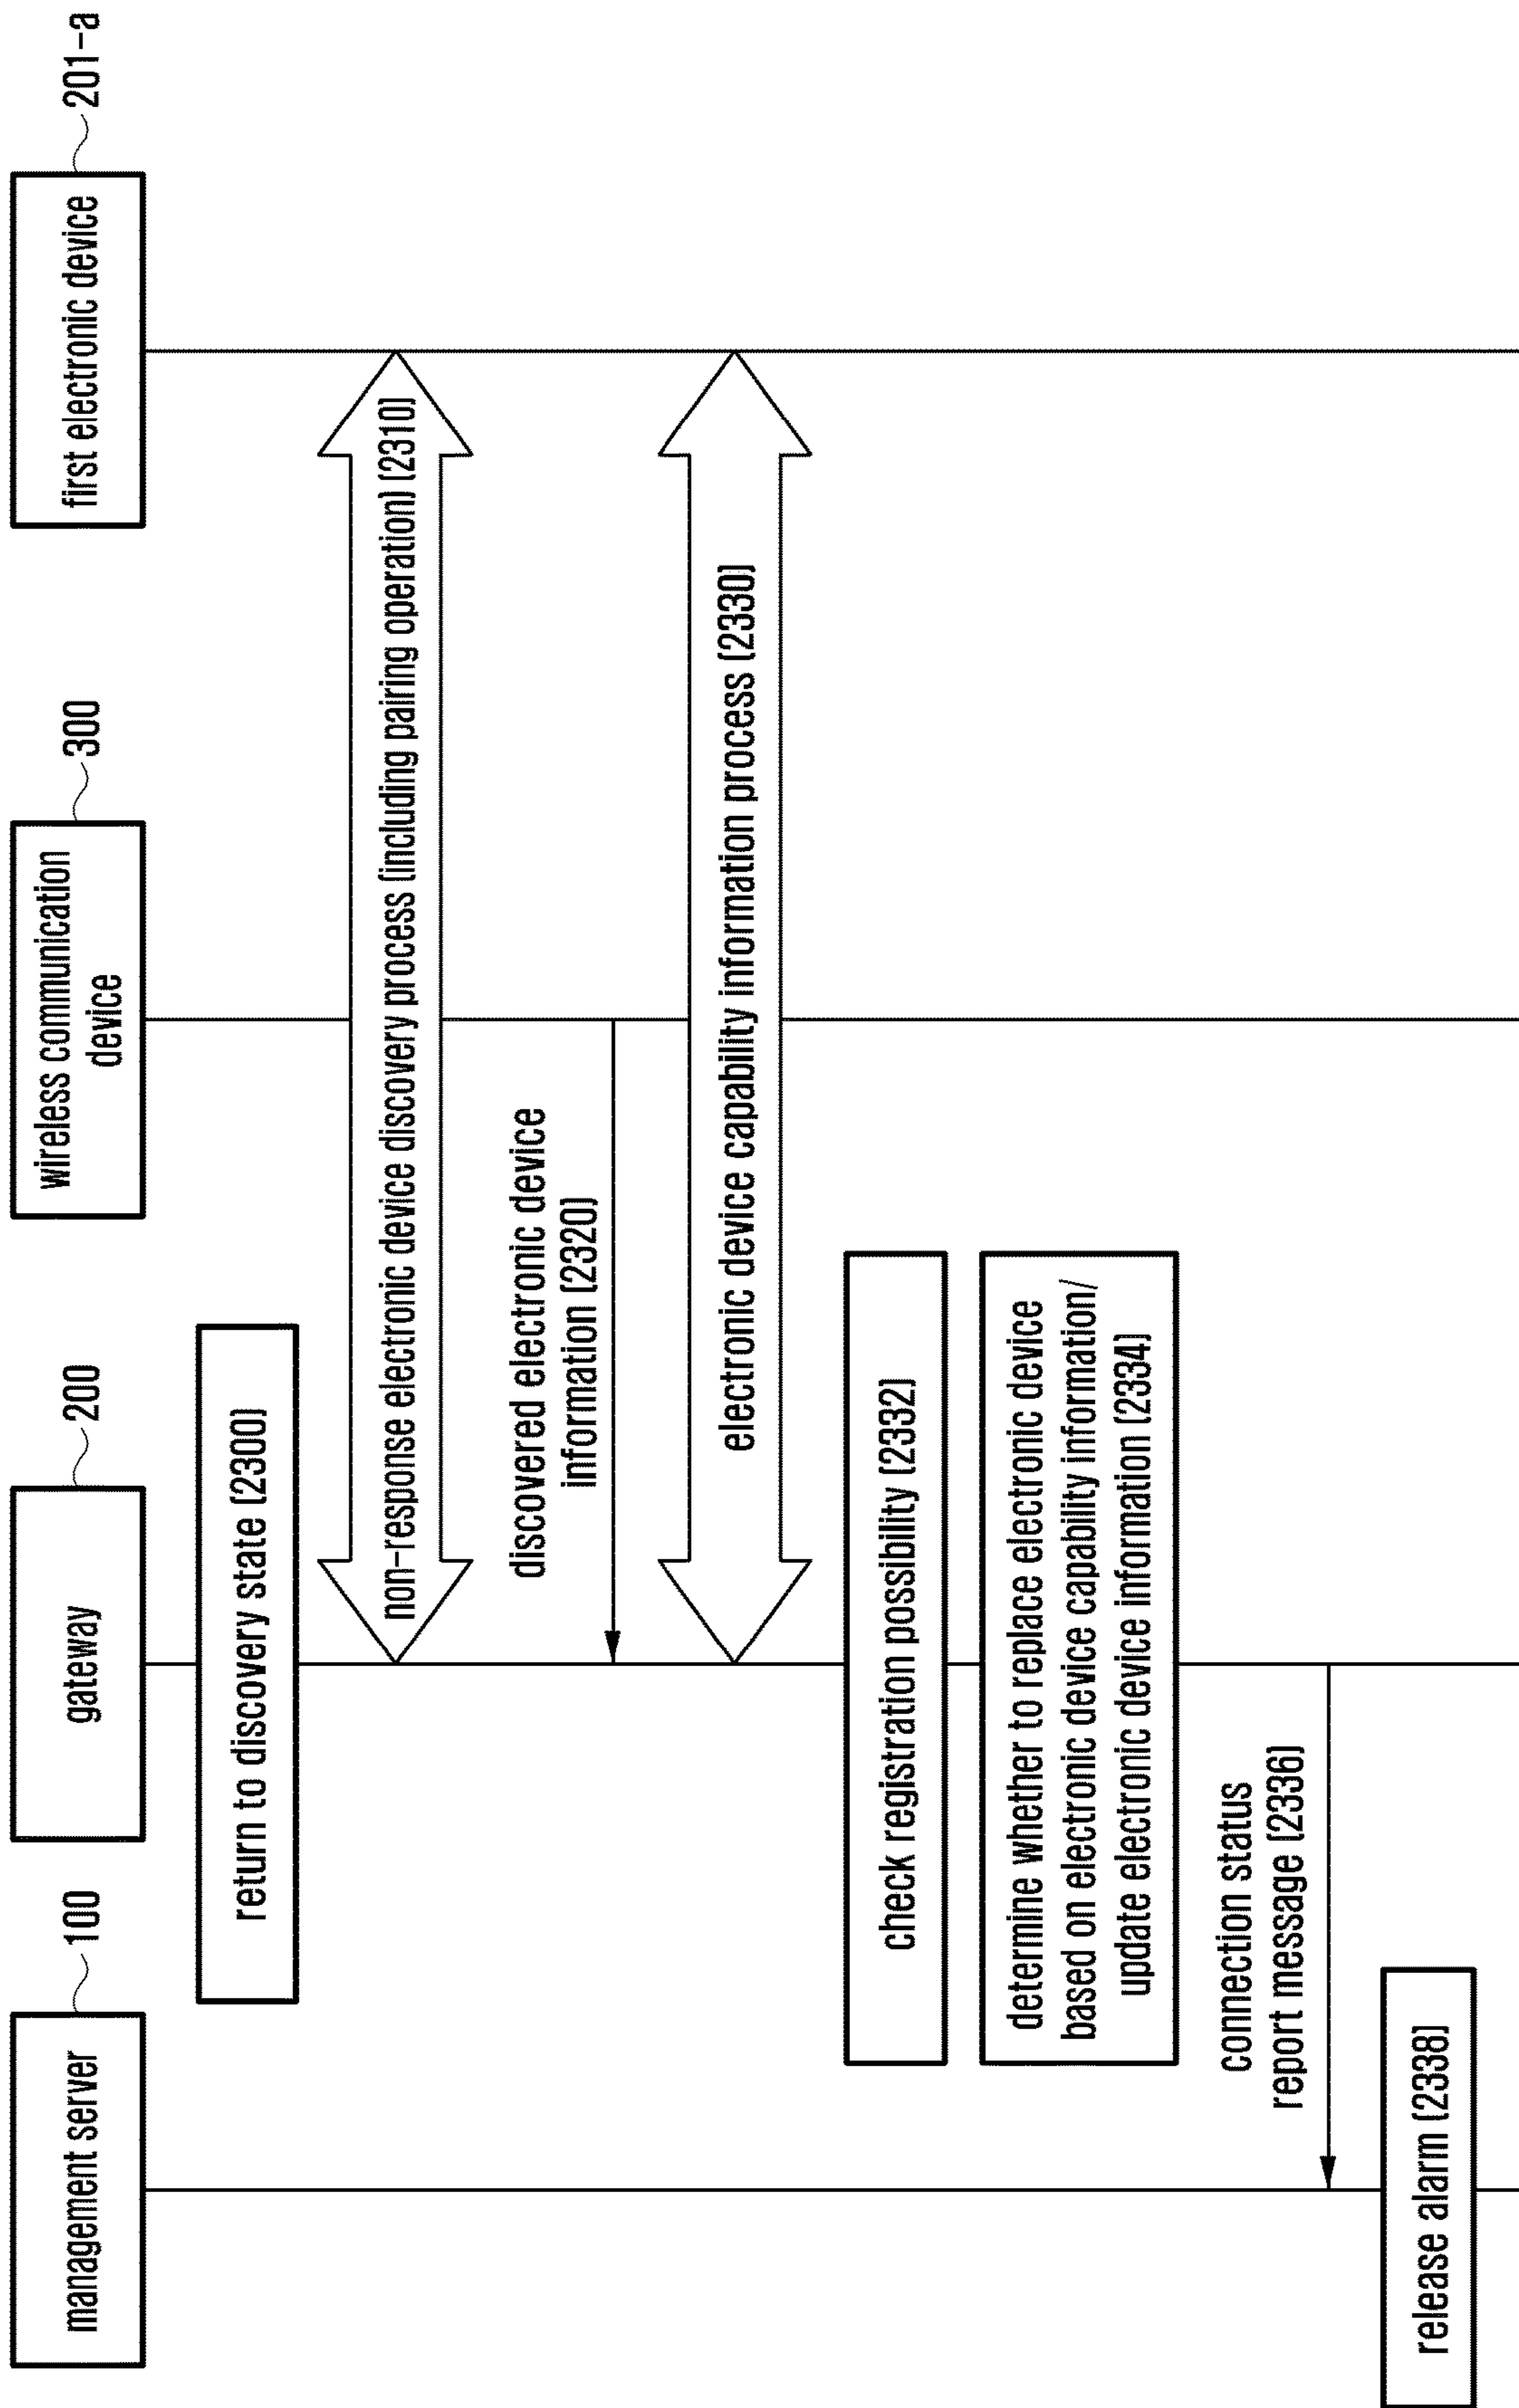 management server
100
gateway
200
wireless communication
device
300
first electronic device
201-a
return to discovery state (2300)
non-response electronic device discovery process (including pairing operation) (2310)
discovered electronic device
information (2320)
electronic device capability information process (2330)
check registration possibility (2332)
determine whether to replace electronic device
based on electronic device capability information/
update electronic device information (2334)
connection status
report message (2336)
release alarm (2338)